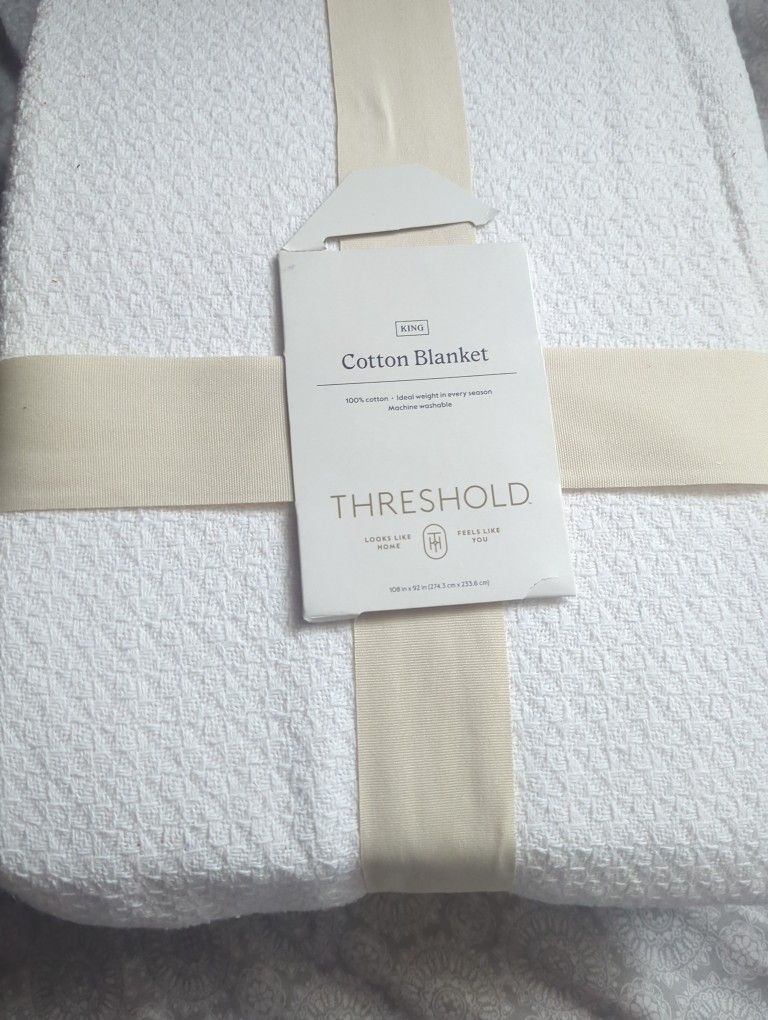 KING
Cotton Blanket
100% cotton • Ideal weight in every season
Machine washable
THRESHOLD™
LOOKS LIKE HOME
FEELS LIKE YOU
108 in x 92 in (274.3 cm x 233.6 cm)